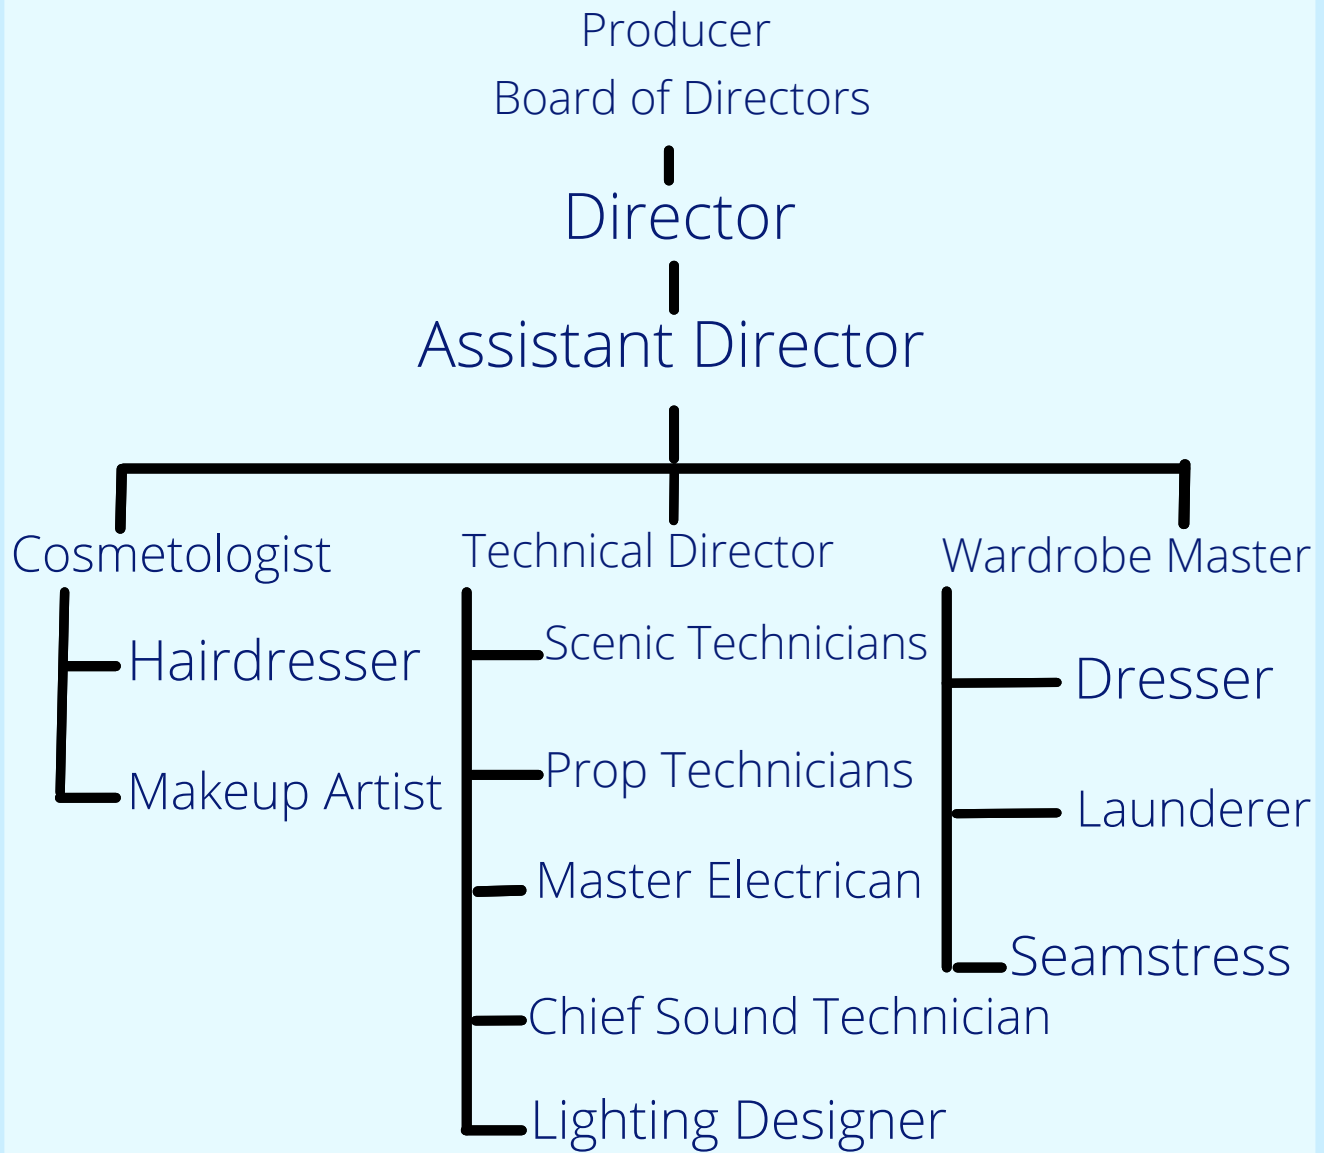 Producer
Board of Directors
Director
Assistant Director
Cosmetologist
Hairdresser
Makeup Artist
Technical Director
Scenic Technicians
Prop Technicians
Master Electrican
Chief Sound Technician
Lighting Designer
Wardrobe Master
Dresser
Launderer
Seamstress